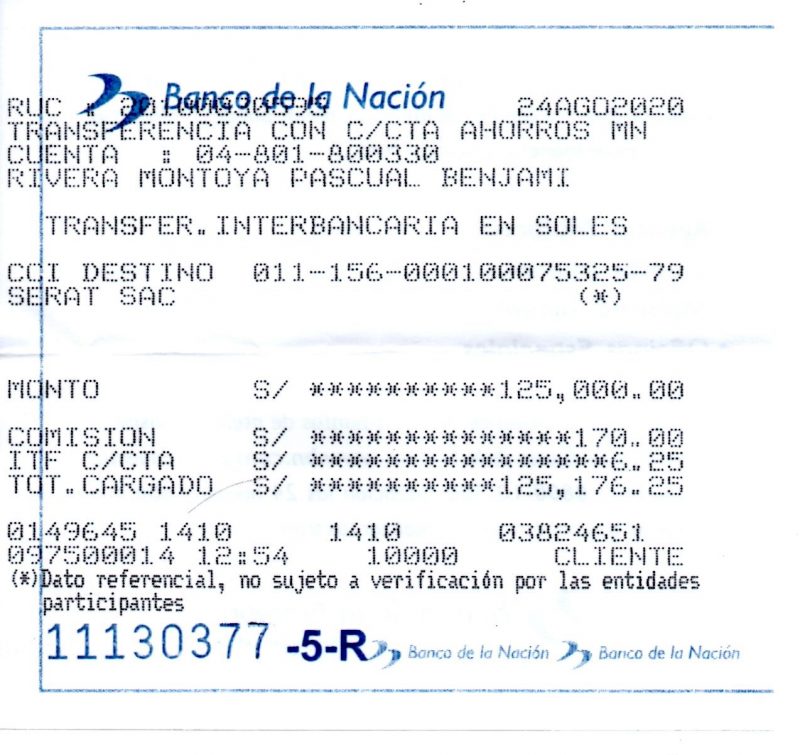 Banco de la Nación
RUC : 20100030595 24AGO2020
TRANSFERENCIA CON C/CTA AHORROS MN
CUENTA : 04-801-800330
RIVERA MONTOYA PASCUAL BENJAMI
TRANSFER. INTERBANCARIA EN SOLES
CCI DESTINO 011-156-000100075325-79
SERAT SAC (*)
MONTO S/ **********125,000.00
COMISION S/ **************170.00
ITF C/CTA S/ ****************6.25
TOT.CARGADO S/ **********125,176.25
0149645 1410 1410 03824651
097500014 12:54 10000 CLIENTE
(*)Dato referencial, no sujeto a verificación por las entidades
participantes
11130377 -5-R Banco de la Nación Banco de la Nación